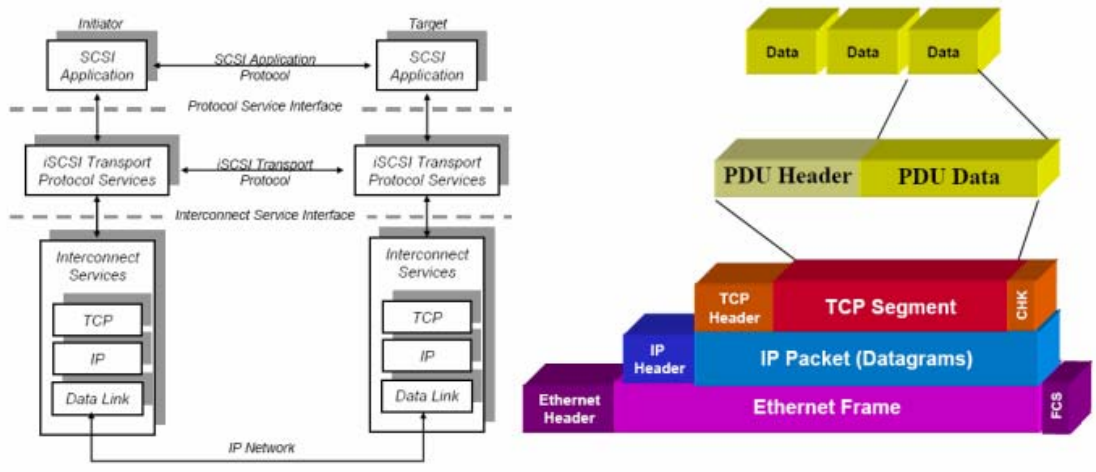 Initiator
Target
SCSI
Application
SCSI Application
Protocol
SCSI
Application
Protocol Service Interface
iSCSI Transport
Protocol Services
iSCSI Transport
Protocol
iSCSI Transport
Protocol Services
Interconnect Service Interface
Interconnect
Services
TCP
IP
Data Link
Interconnect
Services
TCP
IP
Data Link
IP Network
Data
Data
Data
PDU Header
PDU Data
TCP
Header
TCP Segment
CHK
IP
Header
IP Packet (Datagrams)
Ethernet
Header
Ethernet Frame
FCS